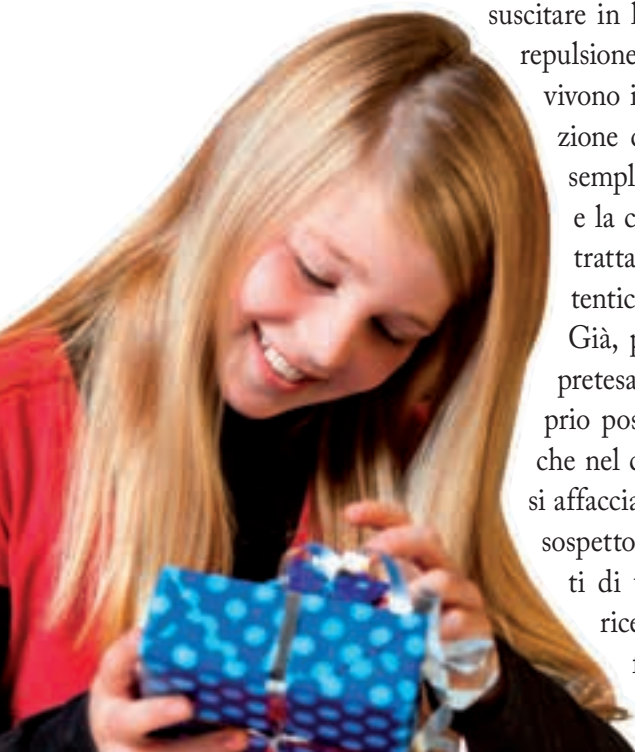 suscitare in
repulsione
vivono
zione
sempl
e la
tratta
tentic
Già,
pretesa
prio pos
che nel
si affaccia
sospetto
ti di
rice